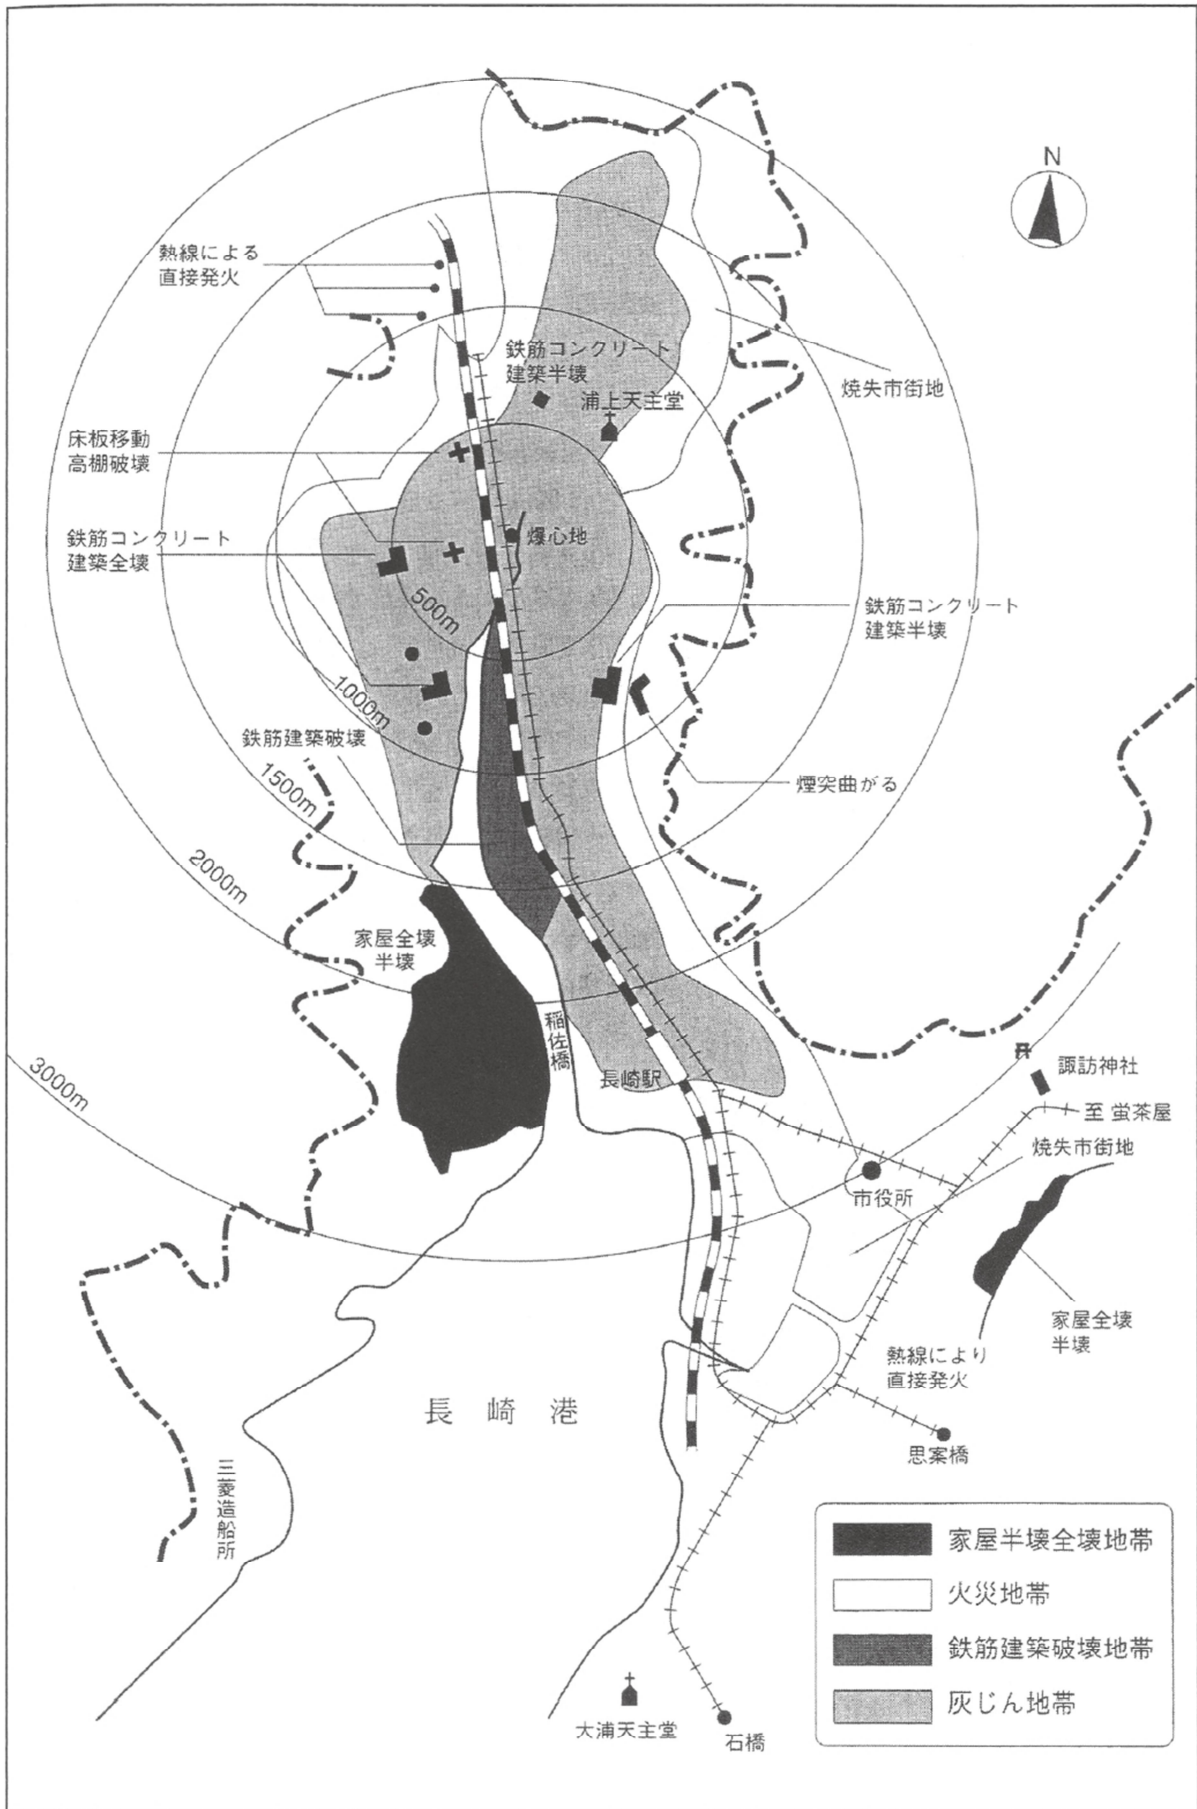 N
熱線による
直接発火
鉄筋コンクリート
建築半壊
浦上天主堂
焼失市街地
床板移動
高棚破壊
鉄筋コンクリート
建築全壊
爆心地
500m
鉄筋コンクリート
建築半壊
1000m
鉄筋建築破壊
煙突曲がる
1500m
2000m
家屋全壊
半壊
稲佐橋
3000m
長崎駅
諏訪神社
至 蛍茶屋
焼失市街地
市役所
家屋全壊
半壊
熱線により
直接発火
長崎港
思案橋
三菱造船所
大浦天主堂
石橋
家屋半壊全壊地帯
火災地帯
鉄筋建築破壊地帯
灰じん地帯